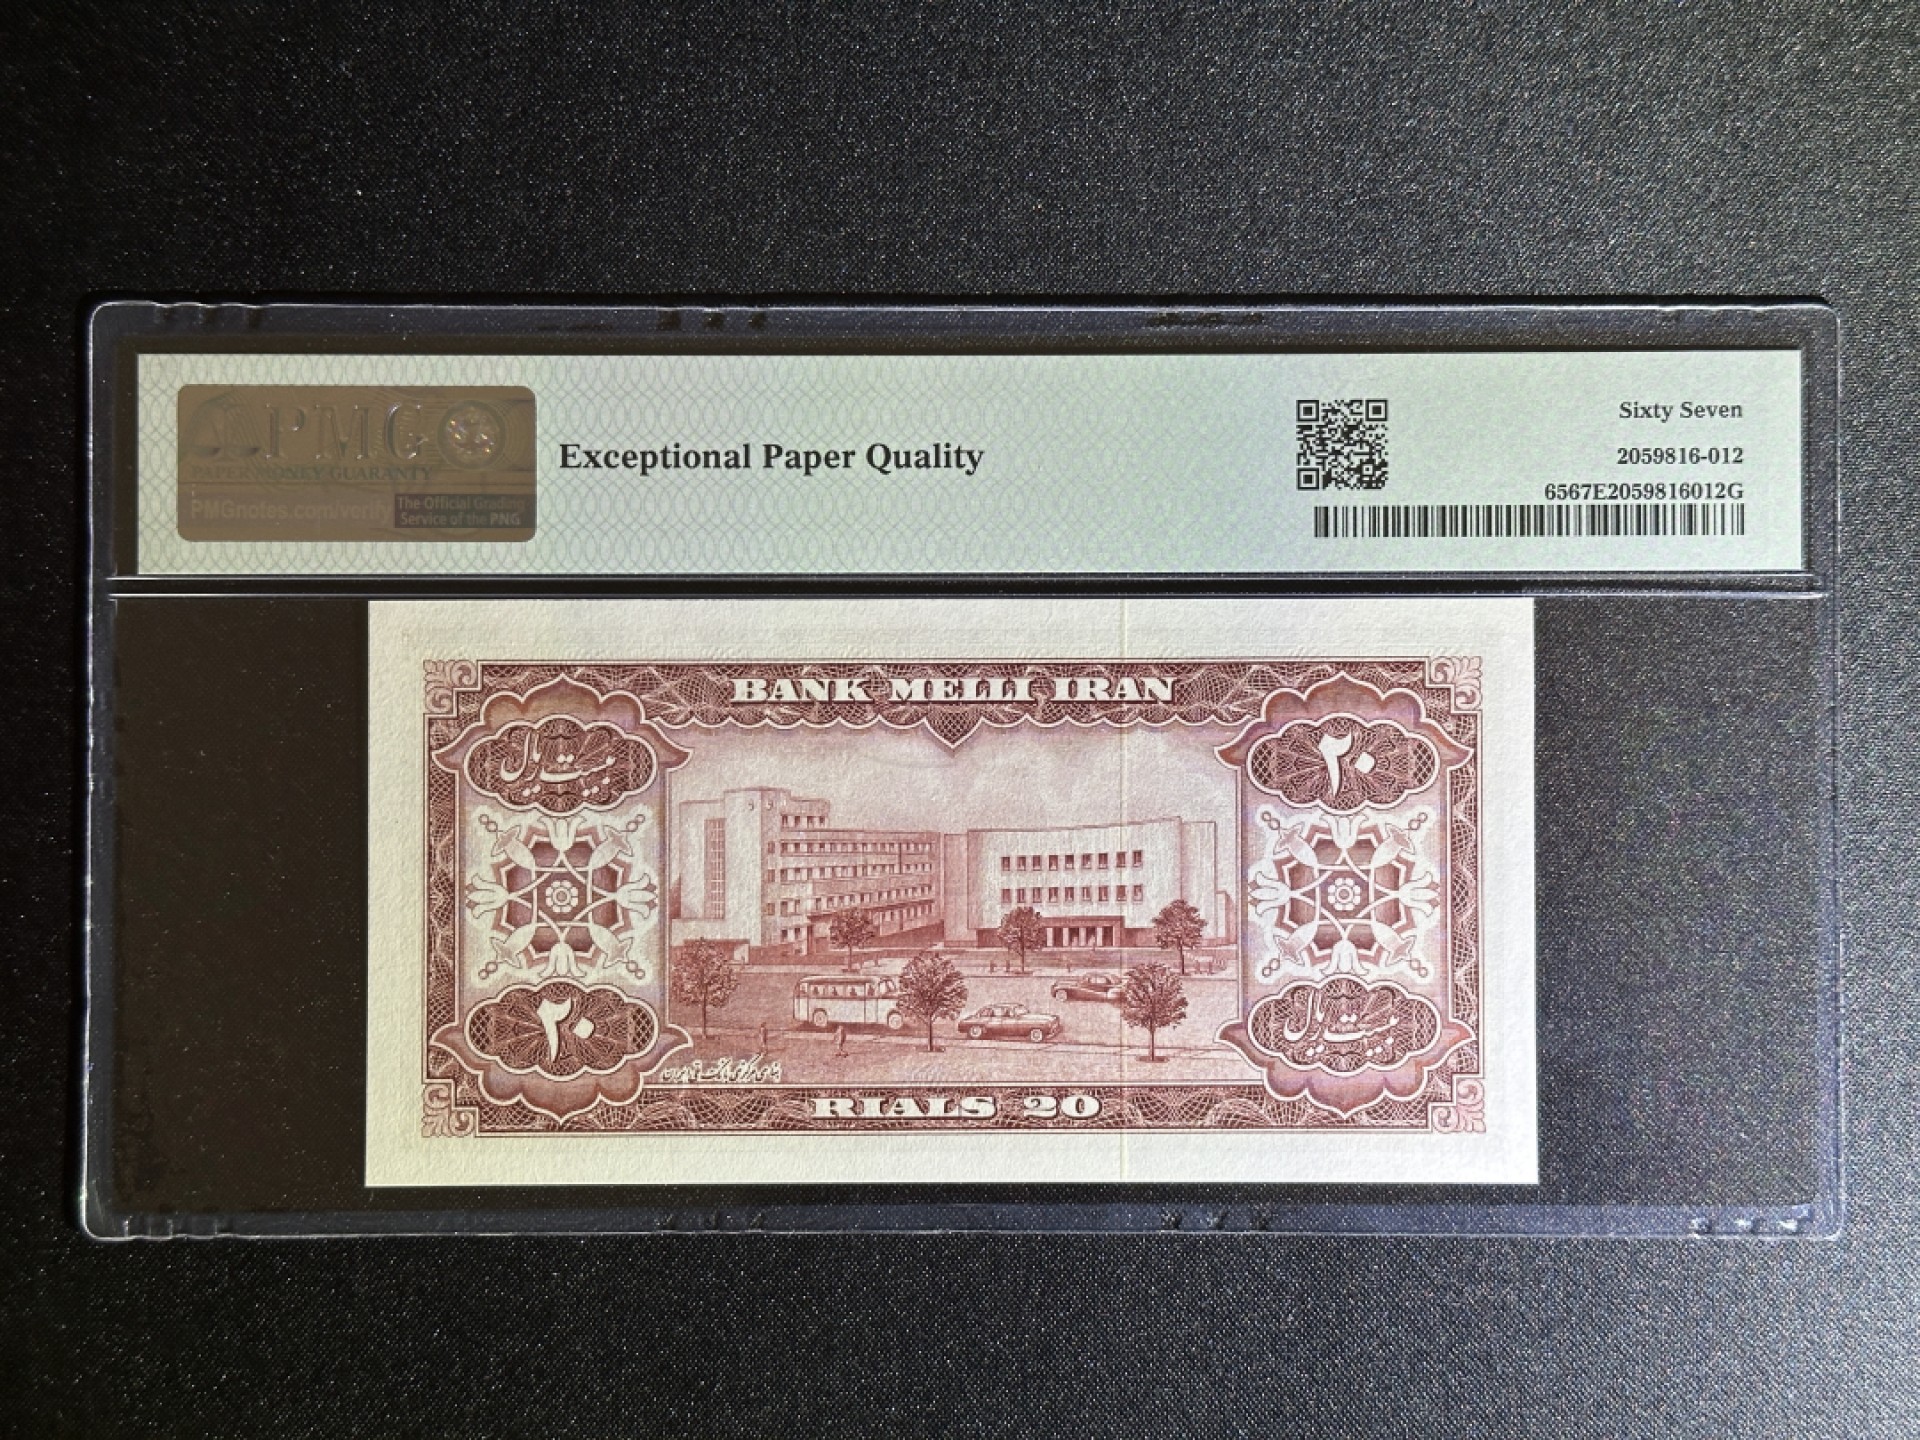 PMG
PAPER MONEY GUARANTY
PMGnotes.com/verify
The Official Grading
Service of the PNG
Exceptional Paper Quality
Sixty Seven
2059816-012
6567E2059816012G
BANK MELLI IRAN
بیست ریال
۲۰
۲۰
بیست ریال
RIALS 20